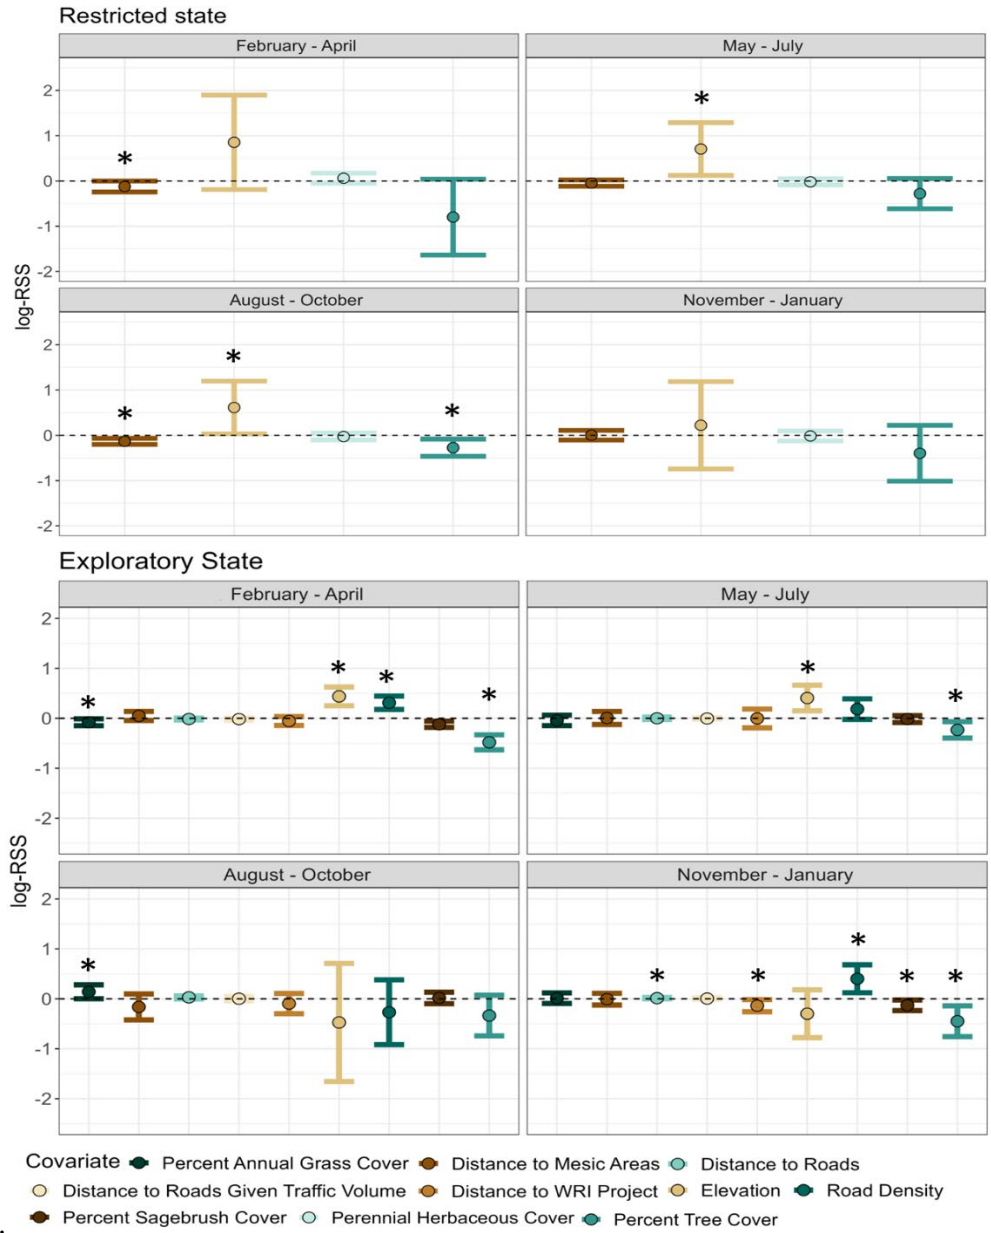 Restricted state
February - April
May - July
2
1
0
-1
-2
August - October
November - January
2
1
0
-1
-2
log-RSS
* * * * * *
Exploratory State
February - April
May - July
2
1
0
-1
-2
* * * * * *
August - October
November - January
2
1
0
-1
-2
log-RSS
* * * * * *
Covariate Percent Annual Grass Cover Distance to Mesic Areas Distance to Roads
Distance to Roads Given Traffic Volume Distance to WRI Project Elevation Road Density
Percent Sagebrush Cover Perennial Herbaceous Cover Percent Tree Cover